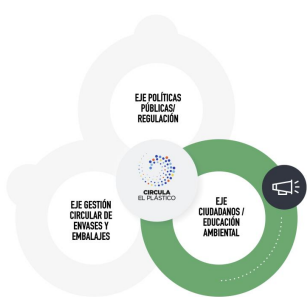 EJE POLÍTICAS
PÚBLICAS/
REGULACIÓN
CIRCULA
EL PLÁSTICO
EJE GESTIÓN
CIRCULAR DE
ENVASES Y
EMBALAJES
EJE
CIUDADANOS /
EDUCACIÓN
AMBIENTAL